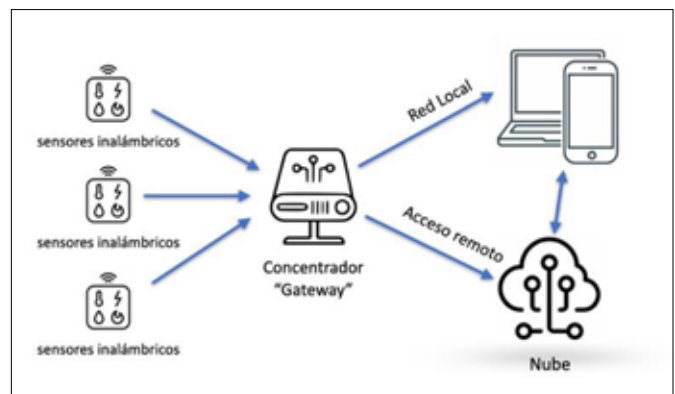 sensores inalámbricos
sensores inalámbricos
sensores inalámbricos
Concentrador
“Gateway”
Red Local
Acceso remoto
Nube